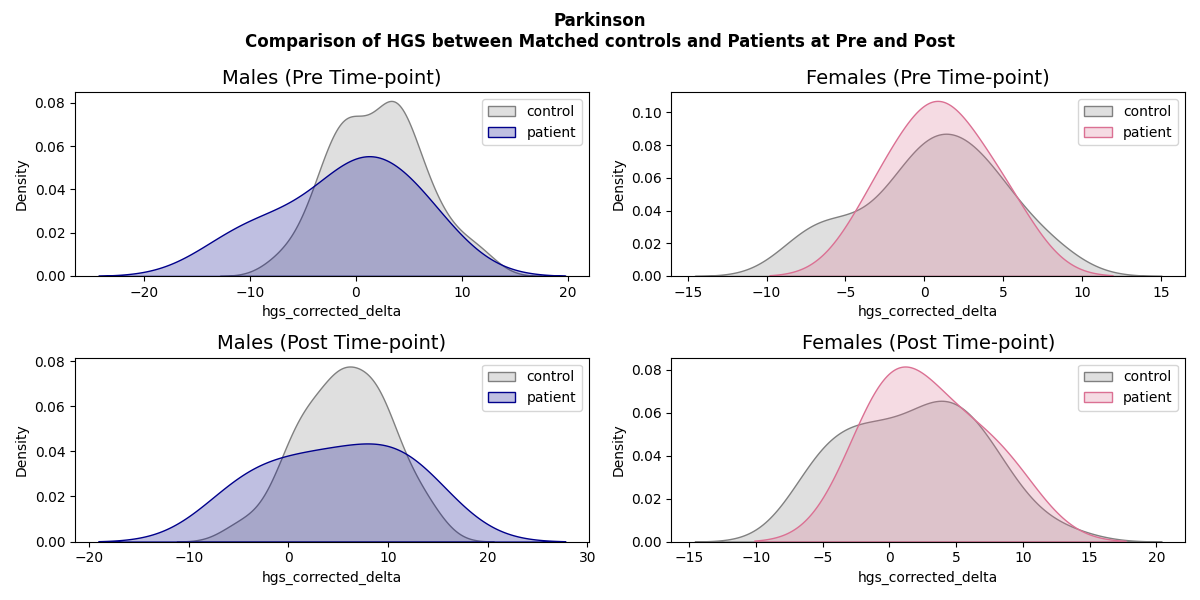 Parkinson
Comparison of HGS between Matched controls and Patients at Pre and Post
Males (Pre Time-point)
0.08
0.06
0.04
0.02
0.00
Density
control
patient
−20
−10
0
10
20
hgs_corrected_delta
Females (Pre Time-point)
0.10
0.08
0.06
0.04
0.02
0.00
Density
control
patient
−15
−10
−5
0
5
10
15
hgs_corrected_delta
Males (Post Time-point)
0.08
0.06
0.04
0.02
0.00
Density
control
patient
−20
−10
0
10
20
30
hgs_corrected_delta
Females (Post Time-point)
0.08
0.06
0.04
0.02
0.00
Density
control
patient
−15
−10
−5
0
5
10
15
20
hgs_corrected_delta